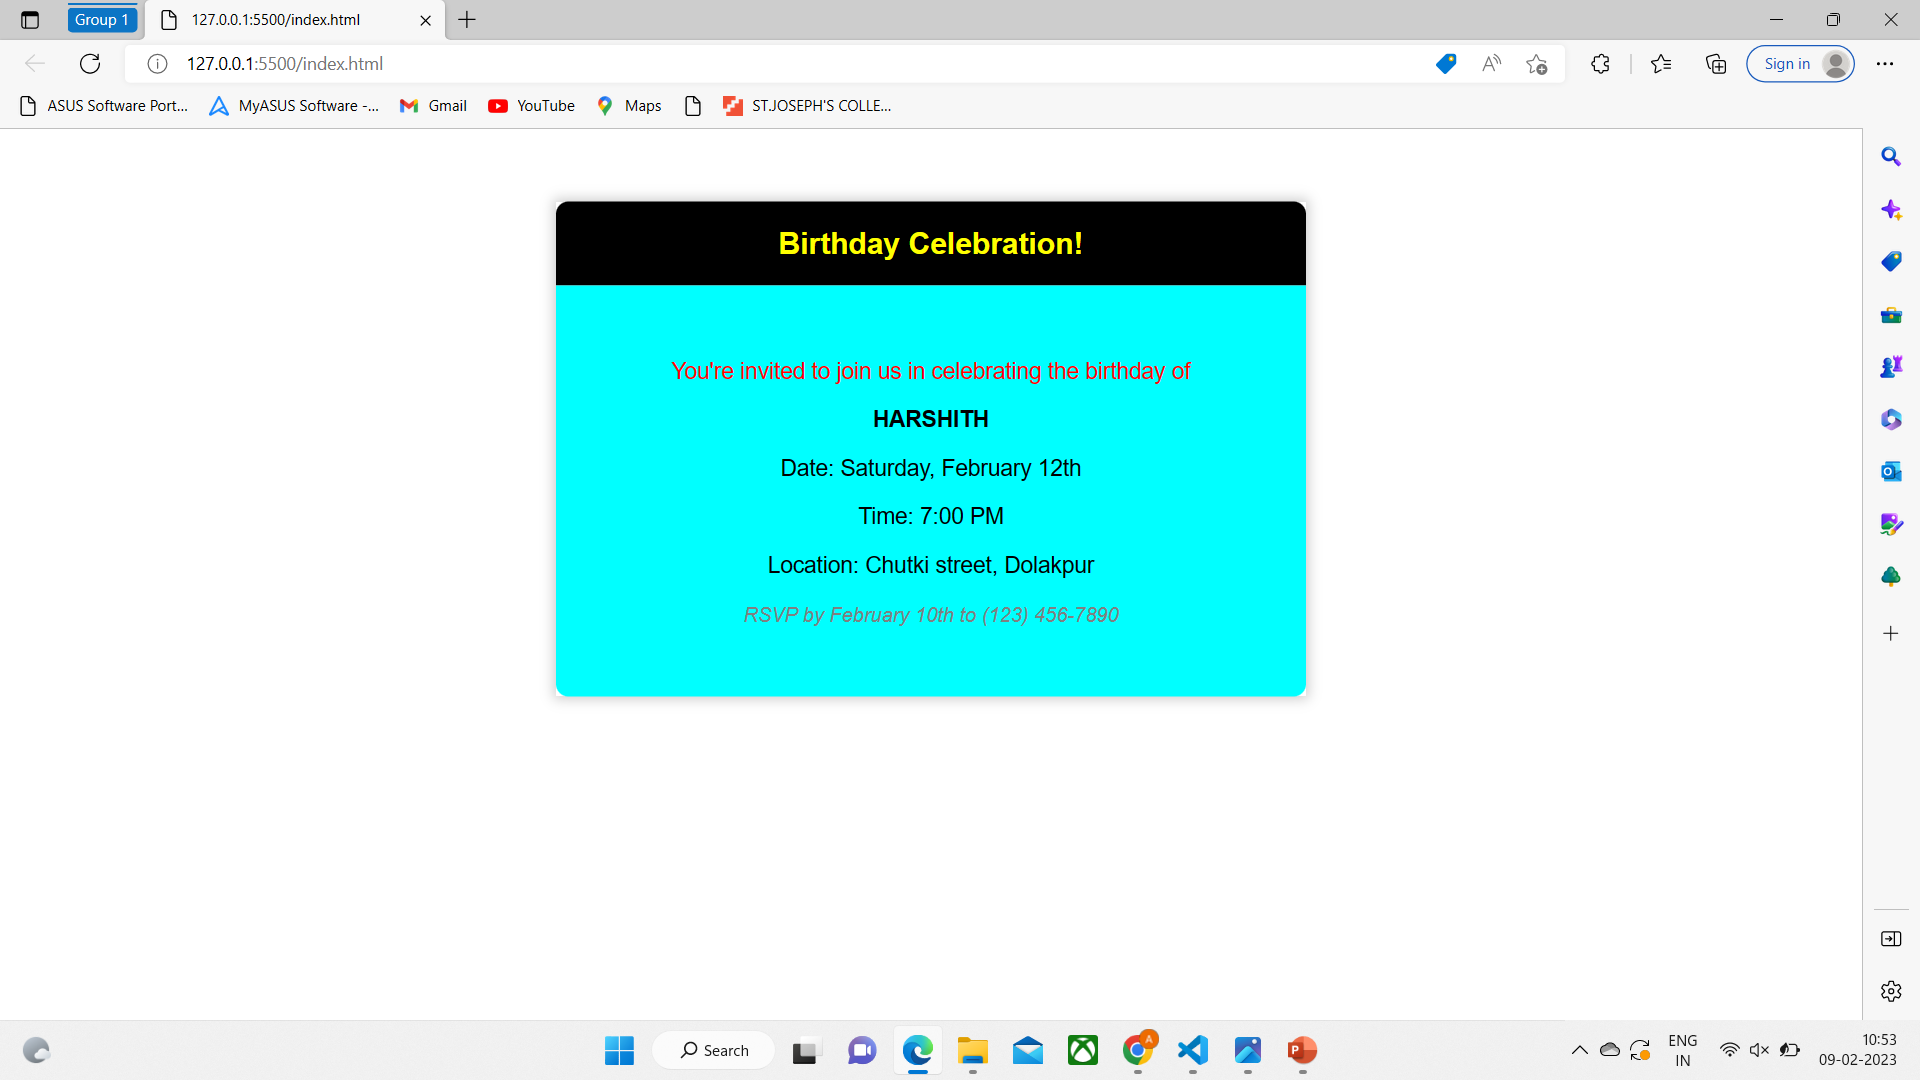 Group 1
127.0.0.1:5500/index.html
127.0.0.1:5500/index.html
Sign in
ASUS Software Port...
MyASUS Software -...
Gmail
YouTube
Maps
ST.JOSEPH'S COLLE...
Birthday Celebration!
You're invited to join us in celebrating the birthday of
HARSHITH
Date: Saturday, February 12th
Time: 7:00 PM
Location: Chutki street, Dolakpur
RSVP by February 10th to (123) 456-7890
Search
A
P
ENG
IN
10:53
09-02-2023